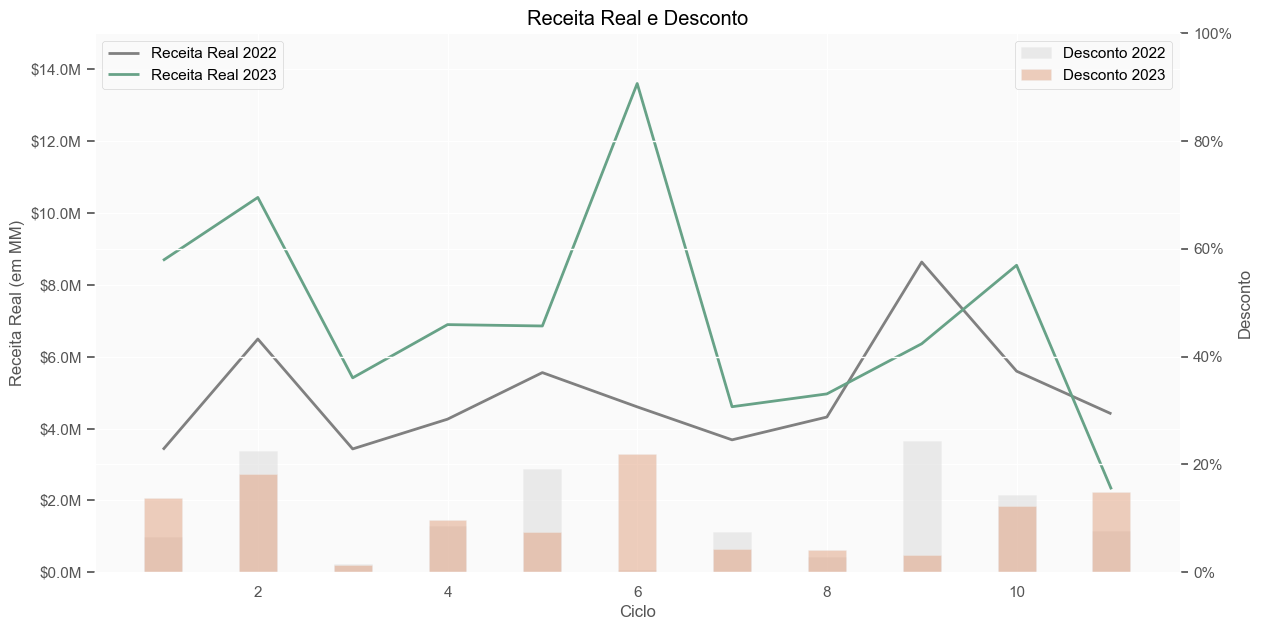 Receita Real e Desconto
Receita Real 2022
Receita Real 2023
Desconto 2022
Desconto 2023
Receita Real (em MM)
$14.0M
$12.0M
$10.0M
$8.0M
$6.0M
$4.0M
$2.0M
$0.0M
100%
80%
60%
40%
20%
0%
Desconto
2
4
6
8
10
Ciclo